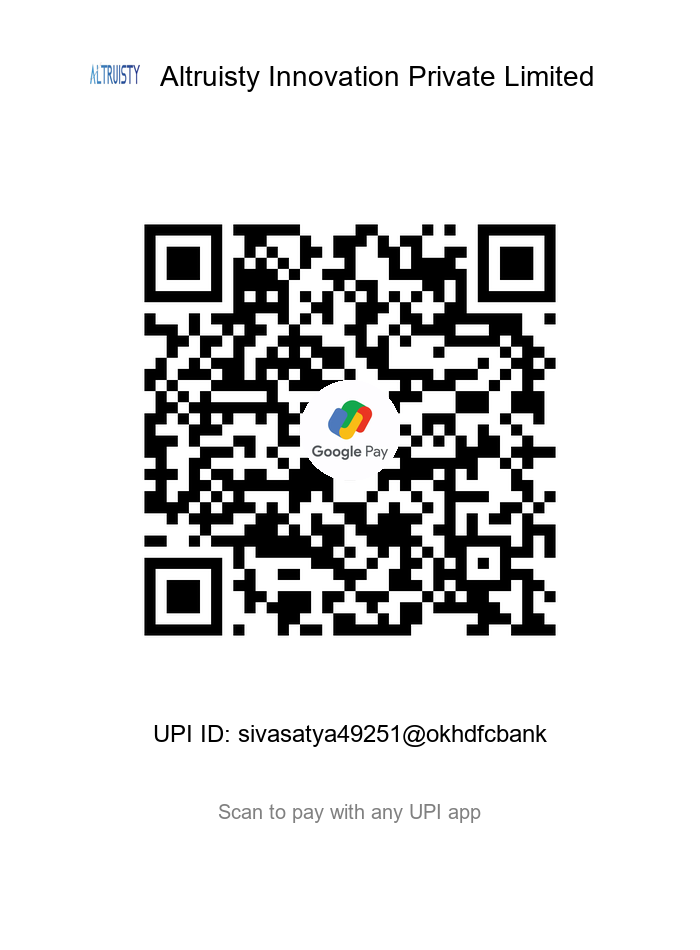 ALTRUISTY Altruisty Innovation Private Limited
Google Pay
UPI ID: sivasatya49251@okhdfcbank
Scan to pay with any UPI app